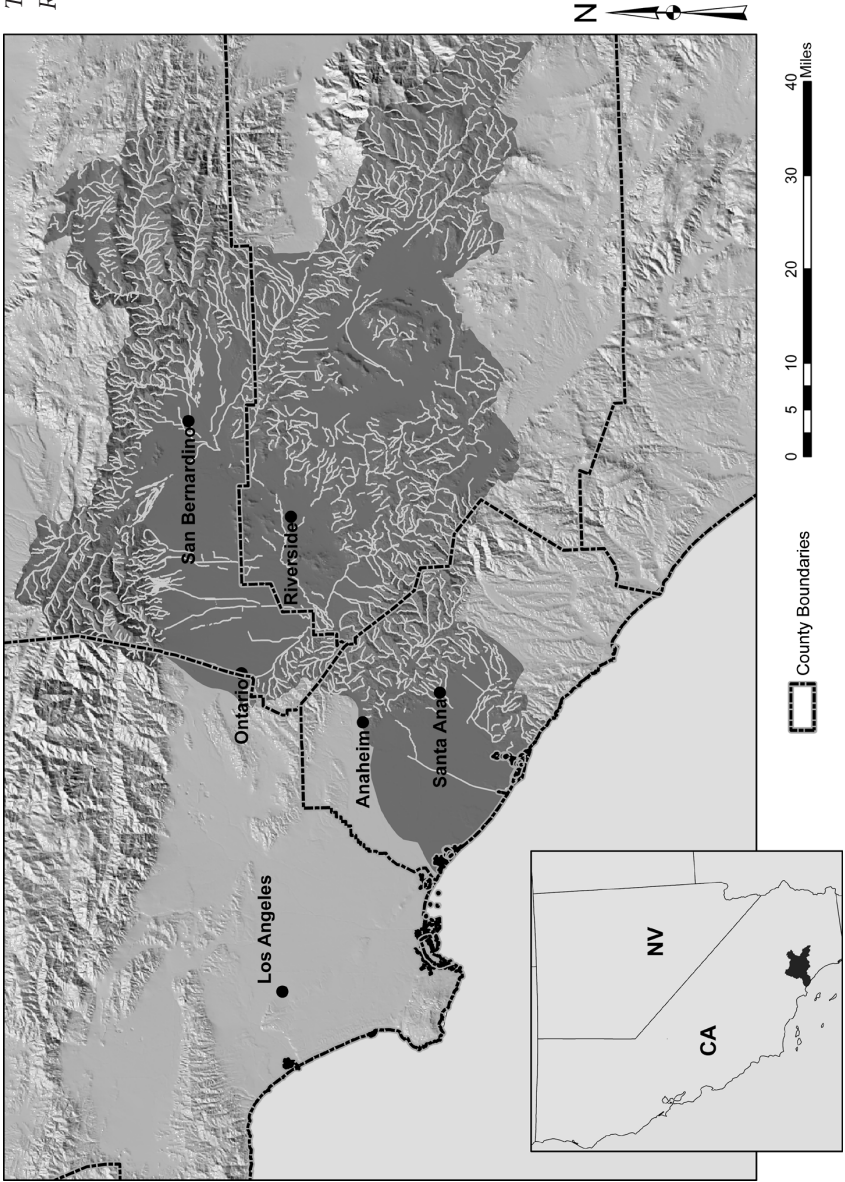 T
R
San Bernardino
Ontario
Los Angeles
Riverside
Anaheim
Santa Ana
N
NV
CA
County Boundaries
0 5 10 20 30 40
Miles